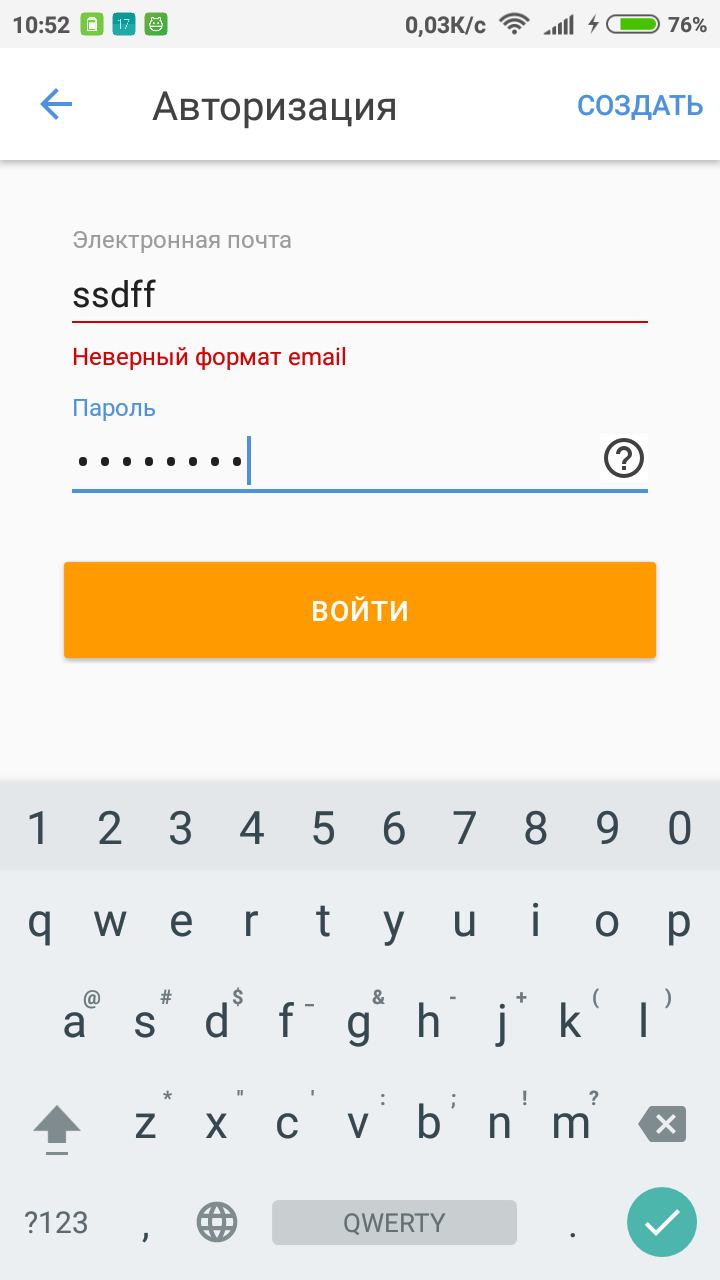 10:52 17 0,03К/с 76%
Авторизация СОЗДАТЬ
Электронная почта
ssdff
Неверный формат email
Пароль
••••••••
?
ВОЙТИ
1 2 3 4 5 6 7 8 9 0
q w e r t y u i o p
@ # $ _ & - + ( )
a s d f g h j k l
* " ' : ; ! ?
z x c v b n m
?123 , QWERTY .